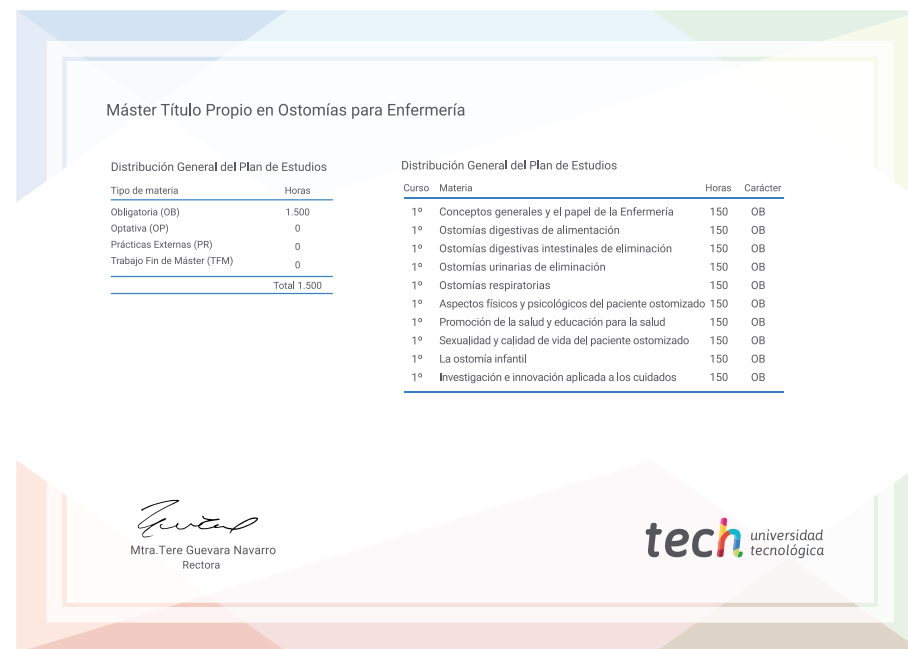 Máster Título Propio en Ostomías para Enfermería
Distribución General del Plan de Estudios
Tipo de materia Horas
Obligatoria (OB) 1.500
Optativa (OP) 0
Prácticas Externas (PR) 0
Trabajo Fin de Máster (TFM) 0
Total 1.500
Distribución General del Plan de Estudios
Curso Materia Horas Carácter
1º Conceptos generales y el papel de la Enfermería 150 OB
1º Ostomías digestivas de alimentación 150 OB
1º Ostomías digestivas intestinales de eliminación 150 OB
1º Ostomías urinarias de eliminación 150 OB
1º Ostomías respiratorias 150 OB
1º Aspectos físicos y psicológicos del paciente ostomizado 150 OB
1º Promoción de la salud y educación para la salud 150 OB
1º Sexualidad y calidad de vida del paciente ostomizado 150 OB
1º La ostomía infantil 150 OB
1º Investigación e innovación aplicada a los cuidados 150 OB
Mtra.Tere Guevara Navarro
Rectora
tech universidad
tecnológica